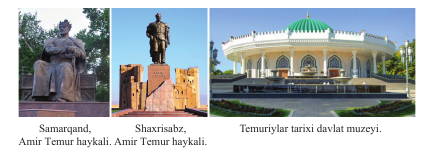 Samarqand,
Amir Temur haykali.
Shaxrisabz,
Amir Temur haykali.
Temuriylar tarixi davlat muzeyi.